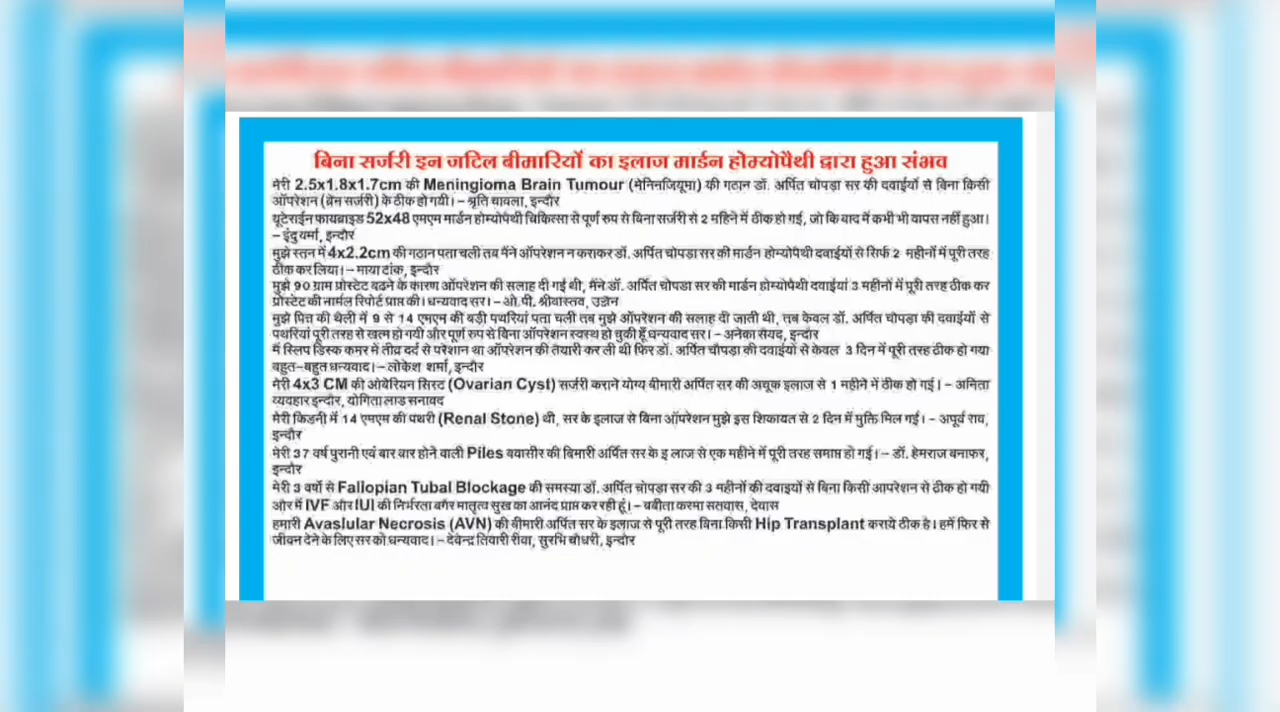 बिना सर्जरी इन जटिल बीमारियों का इलाज मार्डन होम्योपैथी द्वारा हुआ संभव
मेरी 2.5x1.8x1.7cm की Meningioma Brain Tumour (मेनिनजियूमा) की गठान डॉ. अर्पित चोपड़ा सर की दवाईयों से बिना किसी
ऑपरेशन (ब्रेन सर्जरी) के ठीक हो गयी। – श्रृति चावला, इन्दौर
यूटेराईन फायब्राइड 52x48 एमएम मार्डन होम्योपैथी चिकित्सा से पूर्ण रुप से बिना सर्जरी से 2 महिने में ठीक हो गई, जो कि बाद में कभी भी वापस नहीं हुआ।
– इंदु वर्मा, इन्दौर
मुझे स्तन में 4x2.2cm की गठान पता चली तब मैंने ऑपरेशन न कराकर डॉ. अर्पित चोपड़ा सर की मार्डन होम्योपैथी दवाईयों से सिर्फ 2 महीनों में पूरी तरह
ठीक कर लिया। – माया टांक, इन्दौर
मुझे 90 ग्राम प्रोस्टेट बढने के कारण ऑपरेशन की सलाह दी गई थी, मैंने डॉ. अर्पित चोपडा सर की मार्डन होम्योपैथी दवाईयां 3 महीनों में पूरी तरह ठीक कर
प्रोस्टेट की नार्मल रिपोर्ट प्राप्त की। धन्यवाद सर। – ओ. पी. श्रीवास्तव, उज्जैन
मुझे पित्त की थैली में 9 से 14 एमएम की बड़ी पथरियां पता चली तब मुझे ऑपरेशन की सलाह दी जाती थी, तब केवल डॉ. अर्पित चोपड़ा की दवाईयों से
पथरियां पूरी तरह से खत्म हो गयी और पूर्ण रुप से बिना ऑपरेशन स्वस्थ हो चुकी हूँ धन्यवाद सर। – अनेका सैयद, इन्दौर
मैं स्लिप डिस्क कमर में तीव्र दर्द से परेशान था ऑपरेशन की तैयारी कर ली थी फिर डॉ. अर्पित चौपड़ा की दवाईयों से केवल 3 दिन में पूरी तरह ठीक हो गया
बहुत–बहुत धन्यवाद। – लोकेश शर्मा, इन्दौर
मेरी 4x3 CM की ओवेरियन सिस्ट (Ovarian Cyst) सर्जरी कराने योग्य बीमारी अर्पित सर के अचूक इलाज से 1 महीने में ठीक हो गई। – अमिता
व्यवहार इन्दौर, योगिता लाड सनावद
मेरी किडनी में 14 एमएम की पथरी (Renal Stone) थी, सर के इलाज से बिना ऑपरेशन मुझे इस शिकायत से 2 दिन में मुक्ति मिल गई। – अपूर्व राव,
इन्दौर
मेरी 37 वर्ष पुरानी एवं बार बार होने वाली Piles बवासीर की बिमारी अर्पित सर के इ लाज से एक महीने में पूरी तरह समाप्त हो गई। – डॉ. हेमराज बनाफर,
इन्दौर
मेरी 3 वर्षो से Fallopian Tubal Blockage की समस्या डॉ. अर्पित चोपड़ा सर की 3 महीनों की दवाइयों से बिना किसी आपरेशन से ठीक हो गयी
और मैं IVF और IUI की निर्भरता बगैर मातृत्व सुख का आनंद प्राप्त कर रही हूं। – बबीता करमा सतवास, देवास
हमारी Avaslular Necrosis (AVN) की बीमारी अर्पित सर के इलाज से पूरी तरह बिना किसी Hip Transplant कराये ठीक है। हमें फिर से
जीवन देने के लिए सर को धन्यवाद। – देवेन्द्र तिवारी रीवा, सुरभि चौधरी, इन्दौर